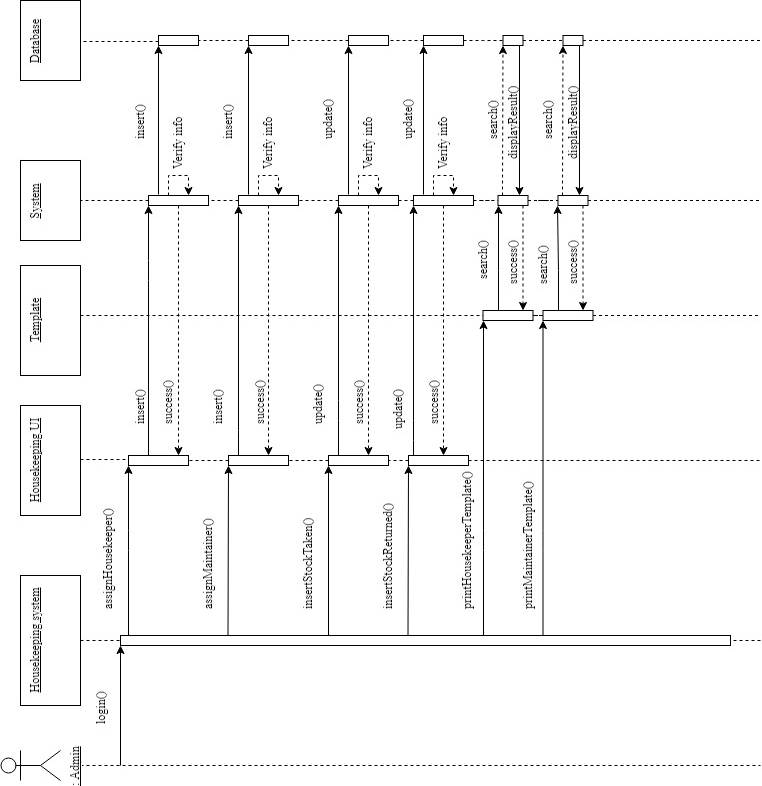 : Admin
Housekeeping system
Housekeeping UI
Template
System
Database
login()
assignHousekeeper()
insert()
insert()
Verify info
success()
assignMaintainer()
insert()
insert()
Verify info
success()
insertStockTaken()
update()
update()
Verify info
success()
insertStockReturned()
update()
update()
Verify info
success()
printHousekeeperTemplate()
search()
search()
displayResult()
success()
printMaintainerTemplate()
search()
search()
displayResult()
success()